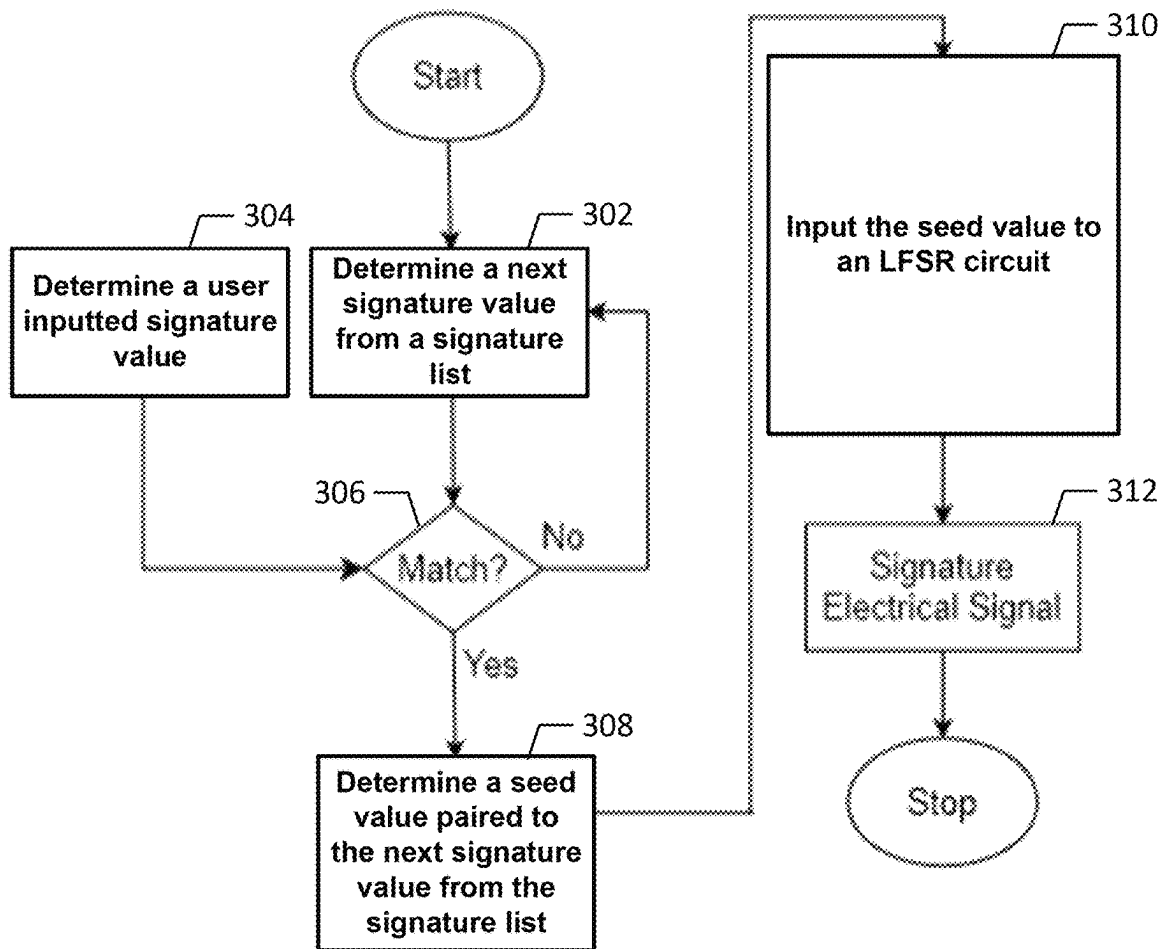 Start
304
Determine a user
inputted signature
value
302
Determine a next
signature value
from a signature
list
306
Match?
No
Yes
308
Determine a seed
value paired to
the next signature
value from the
signature list
310
Input the seed value to
an LFSR circuit
312
Signature
Electrical Signal
Stop